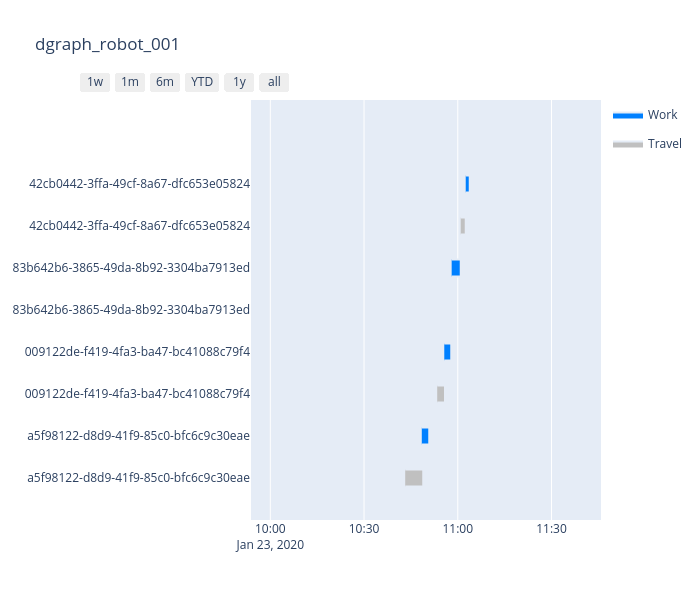 dgraph_robot_001
1w 1m 6m YTD 1y all
Work
Travel
42cb0442-3ffa-49cf-8a67-dfc653e05824
42cb0442-3ffa-49cf-8a67-dfc653e05824
83b642b6-3865-49da-8b92-3304ba7913ed
83b642b6-3865-49da-8b92-3304ba7913ed
009122de-f419-4fa3-ba47-bc41088c79f4
009122de-f419-4fa3-ba47-bc41088c79f4
a5f98122-d8d9-41f9-85c0-bfc6c9c30eae
a5f98122-d8d9-41f9-85c0-bfc6c9c30eae
10:00 10:30 11:00 11:30
Jan 23, 2020